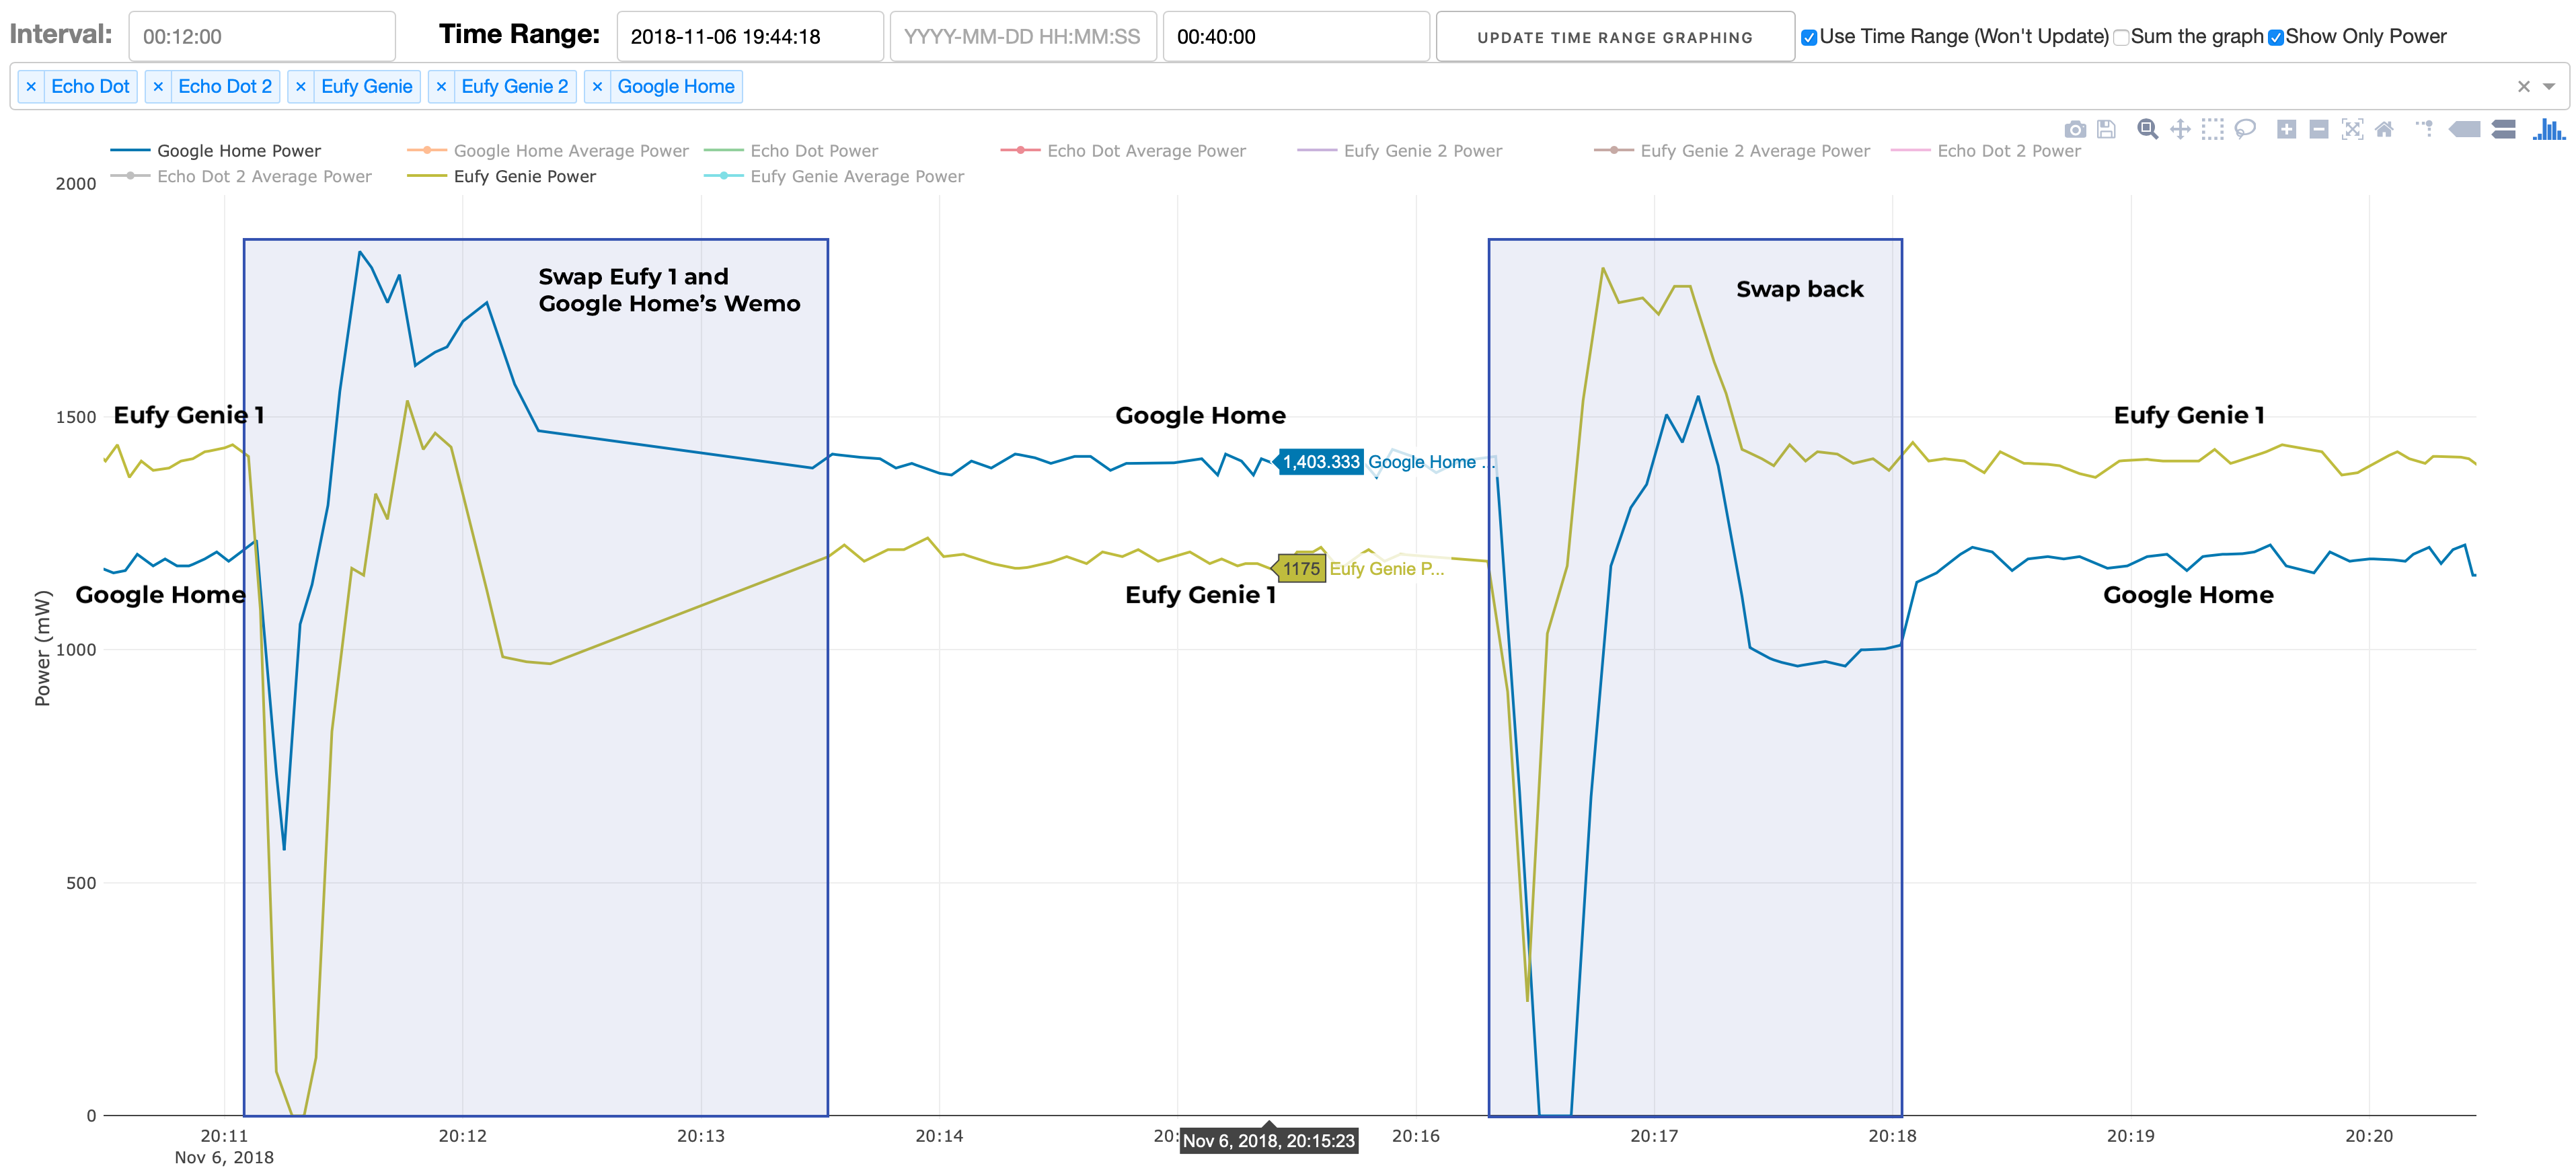 Interval: 00:12:00 Time Range: 2018-11-06 19:44:18 YYYY-MM-DD HH:MM:SS 00:40:00 UPDATE TIME RANGE GRAPHING Use Time Range (Won't Update) Sum the graph Show Only Power
× Echo Dot × Echo Dot 2 × Eufy Genie × Eufy Genie 2 × Google Home ×
Google Home Power Google Home Average Power Echo Dot Power Echo Dot Average Power Eufy Genie 2 Power Eufy Genie 2 Average Power Echo Dot 2 Power
Echo Dot 2 Average Power Eufy Genie Power Eufy Genie Average Power
2000
Swap Eufy 1 and
Google Home's Wemo
Swap back
1500
Eufy Genie 1
Google Home
Eufy Genie 1
1,403.333 Google Home ...
1175 Eufy Genie P...
Google Home
Eufy Genie 1
Google Home
Power (mW)
1000
500
0
20:11 20:12 20:13 20:14 20: 20:16 20:17 20:18 20:19 20:20
Nov 6, 2018, 20:15:23
Nov 6, 2018